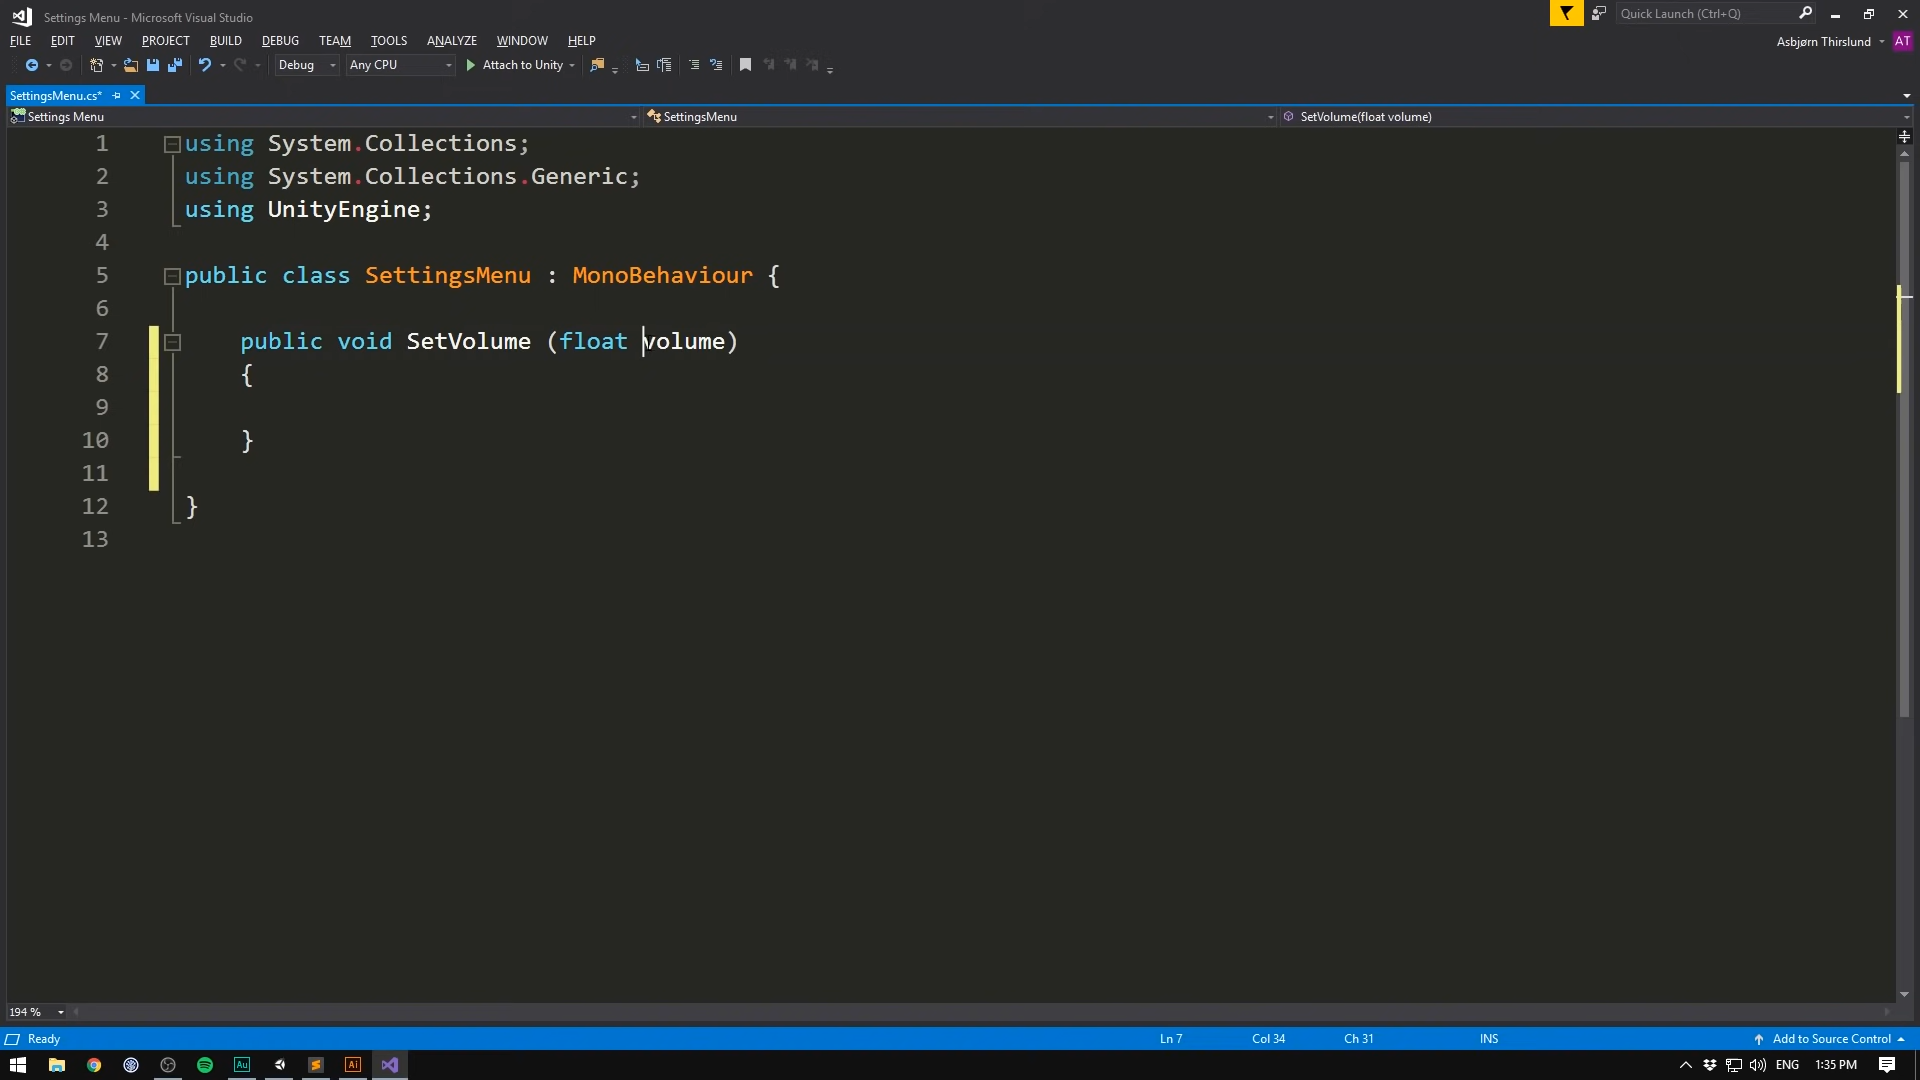 Settings Menu - Microsoft Visual Studio
Quick Launch (Ctrl+Q)
FILE EDIT VIEW PROJECT BUILD DEBUG TEAM TOOLS ANALYZE WINDOW HELP
Asbjørn Thirslund AT
Debug Any CPU Attach to Unity
SettingsMenu.cs*
Settings Menu SettingsMenu SetVolume(float volume)
1 using System.Collections;
2 using System.Collections.Generic;
3 using UnityEngine;
4
5 public class SettingsMenu : MonoBehaviour {
6
7 public void SetVolume (float volume)
8 {
9
10 }
11
12 }
13
194 %
Ready Ln 7 Col 34 Ch 31 INS Add to Source Control
Au Ai ENG 1:35 PM